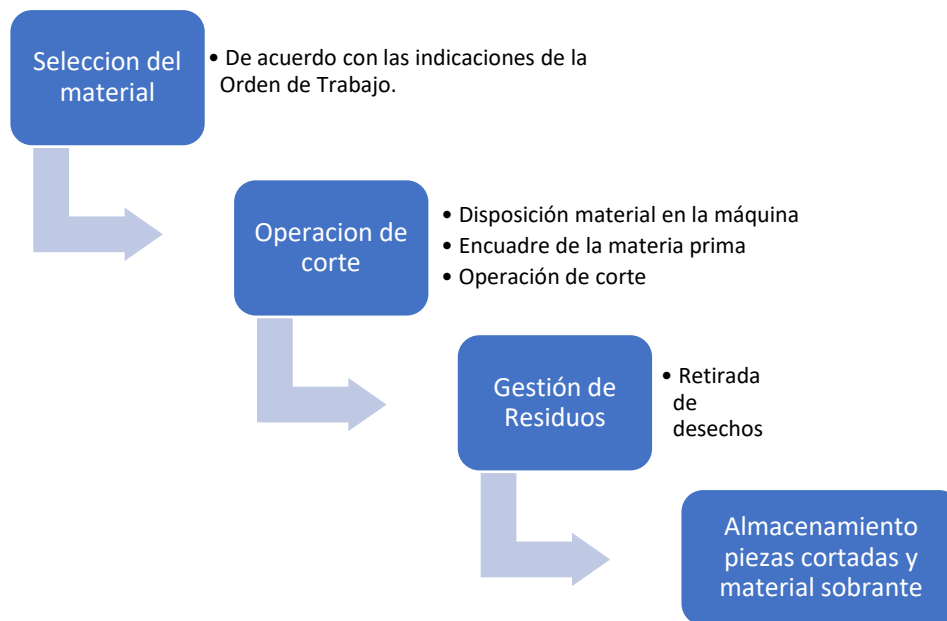 Seleccion del
material
• De acuerdo con las indicaciones de la
Orden de Trabajo.
Operacion de
corte
• Disposición material en la máquina
• Encuadre de la materia prima
• Operación de corte
Gestión de
Residuos
• Retirada
de
desechos
Almacenamiento
piezas cortadas y
material sobrante